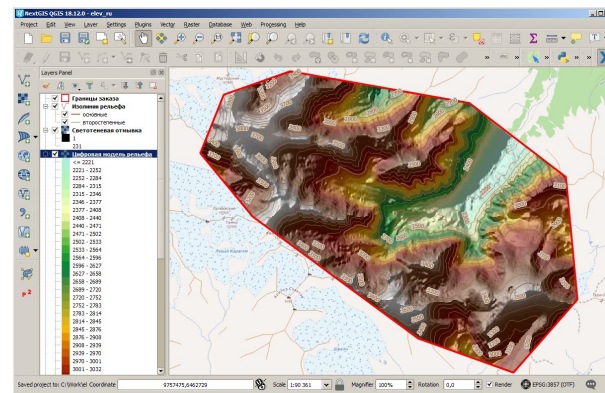 NextGIS QGIS 18.12.0 - elev_ru
Project Edit View Layer Settings Plugins Vector Raster Database Web Processing Help
Layers Panel
Границы заказа
Изолинии рельефа
основные
второстепенные
Светотеневая отмывка
1
231
Цифровая модель рельефа
<= 2221
2221 - 2252
2252 - 2284
2284 - 2315
2315 - 2346
2346 - 2377
2377 - 2408
2408 - 2440
2440 - 2471
2471 - 2502
2502 - 2533
2533 - 2564
2564 - 2596
2596 - 2627
2627 - 2658
2658 - 2689
2689 - 2720
2720 - 2752
2752 - 2783
2783 - 2814
2814 - 2845
2845 - 2876
2876 - 2908
2908 - 2939
2939 - 2970
2970 - 3001
3001 - 3032
Saved project to: C:\Work\el Coordinate 9757475,6462729 Scale 1:90 361 Magnifier 100% Rotation 0,0 Render EPSG:3857 (OTF)